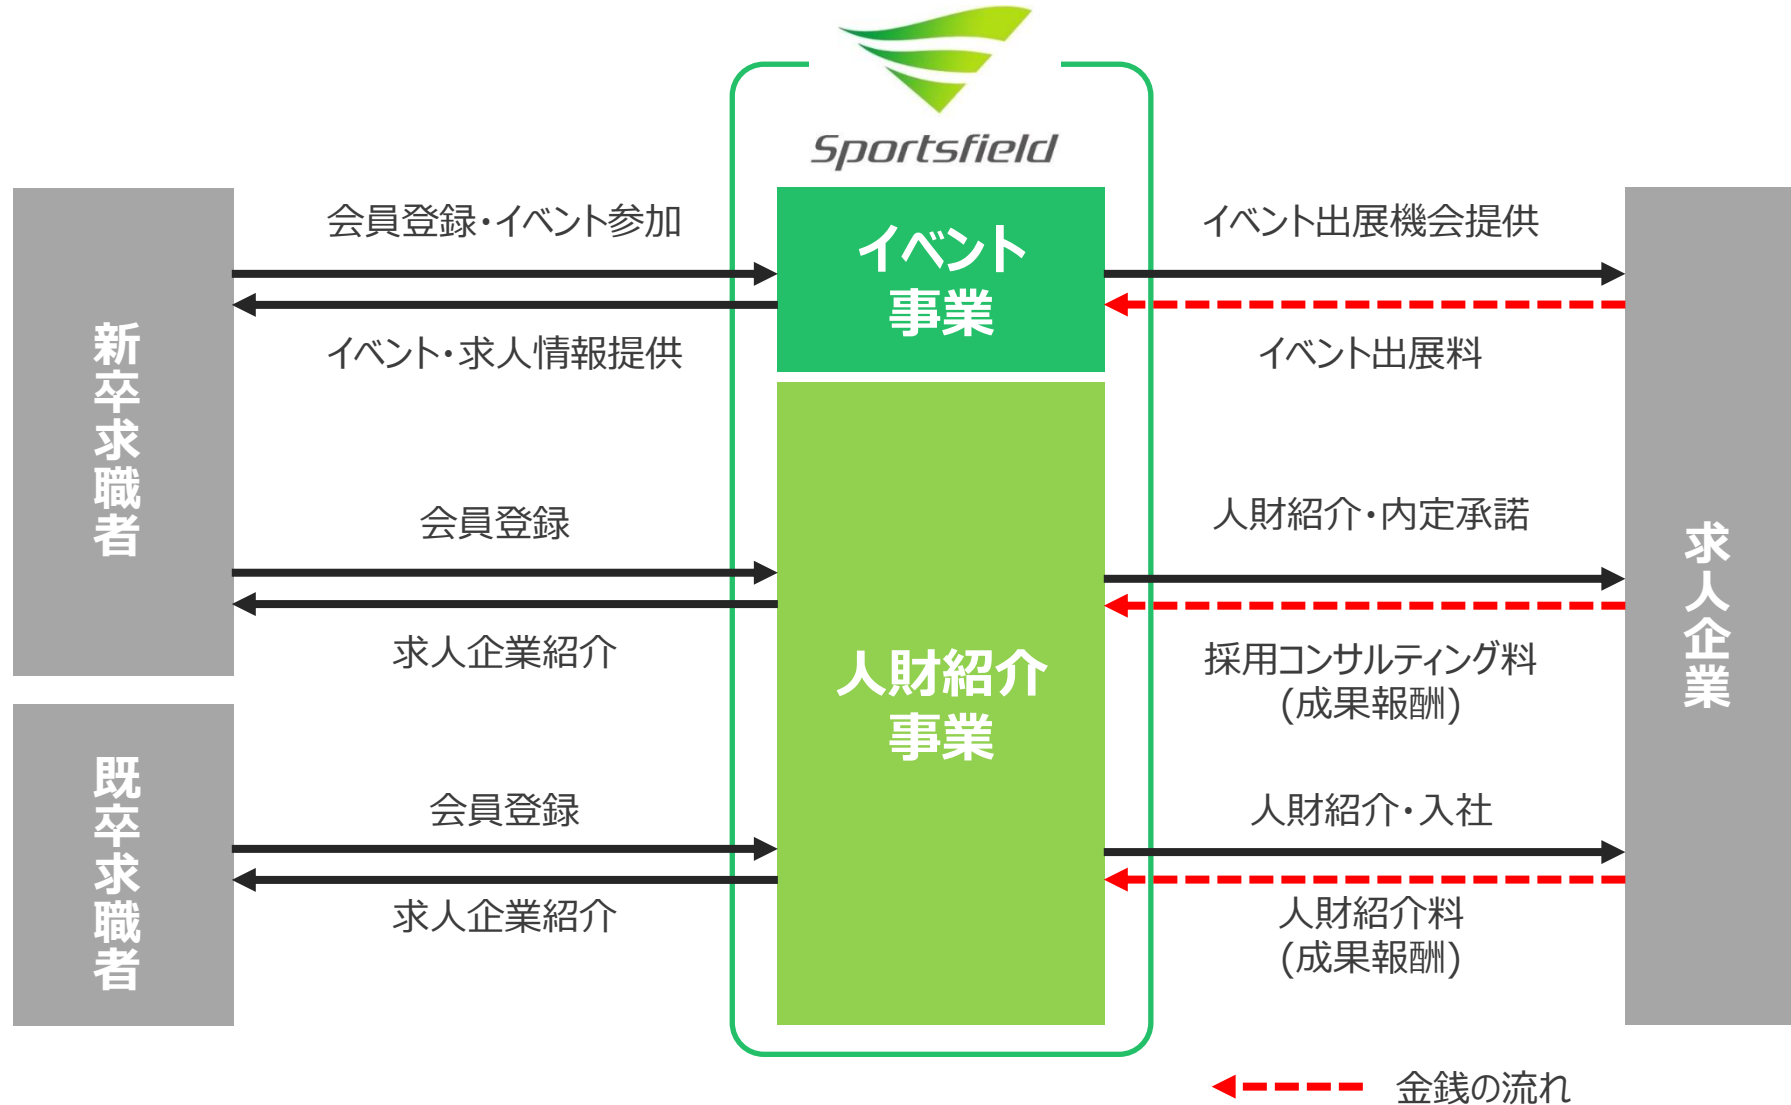 Sportsfield
新卒求職者
既卒求職者
会員登録・イベント参加
イベント・求人情報提供
会員登録
求人企業紹介
会員登録
求人企業紹介
イベント
事業
人財紹介
事業
イベント出展機会提供
イベント出展料
人財紹介・内定承諾
採用コンサルティング料
(成果報酬)
人財紹介・入社
人財紹介料
(成果報酬)
求人企業
金銭の流れ